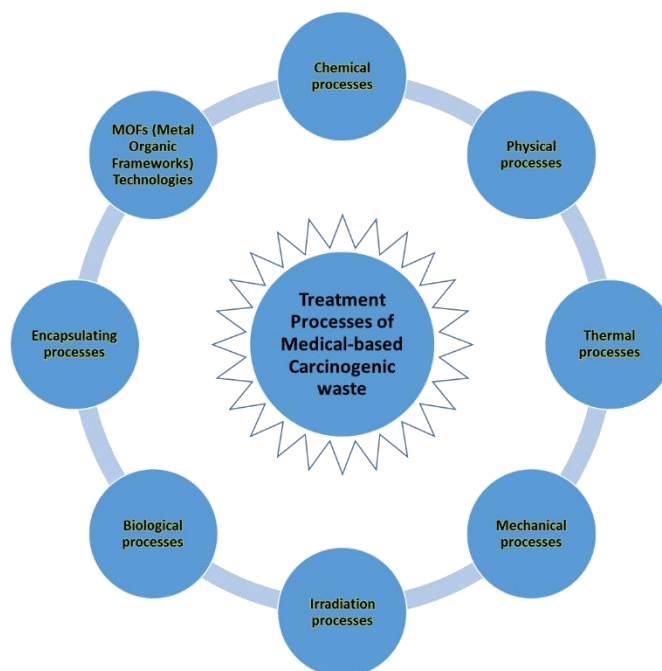 Chemical
processes
MOFs (Metal
Organic
Frameworks)
Technologies
Physical
processes
Treatment
Processes of
Medical-based
Carcinogenic
waste
Encapsulating
processes
Thermal
processes
Biological
processes
Mechanical
processes
Irradiation
processes